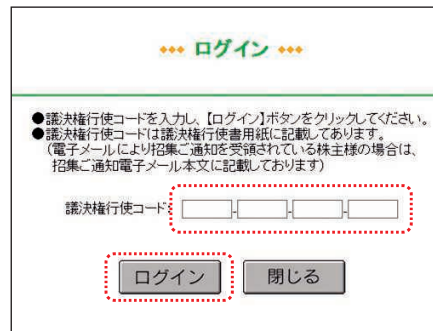 ログイン
●議決権行使コードを入力し、【ログイン】ボタンをクリックしてください。
●議決権行使コードは議決権行使書用紙に記載してあります。
（電子メールにより招集ご通知を受領されている株主様の場合は、
招集ご通知電子メール本文に記載しております）
議決権行使コード: - - -
ログイン 閉じる